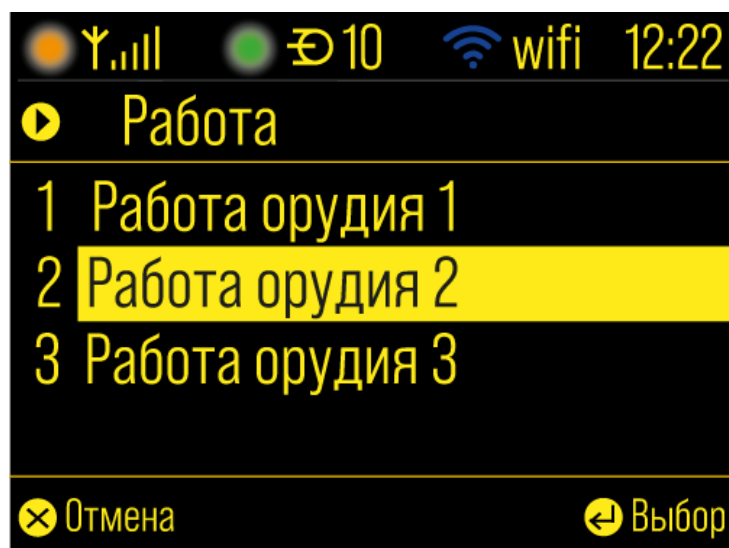 10 wifi 12:22
Работа
1 Работа орудия 1
2 Работа орудия 2
3 Работа орудия 3
Отмена Выбор